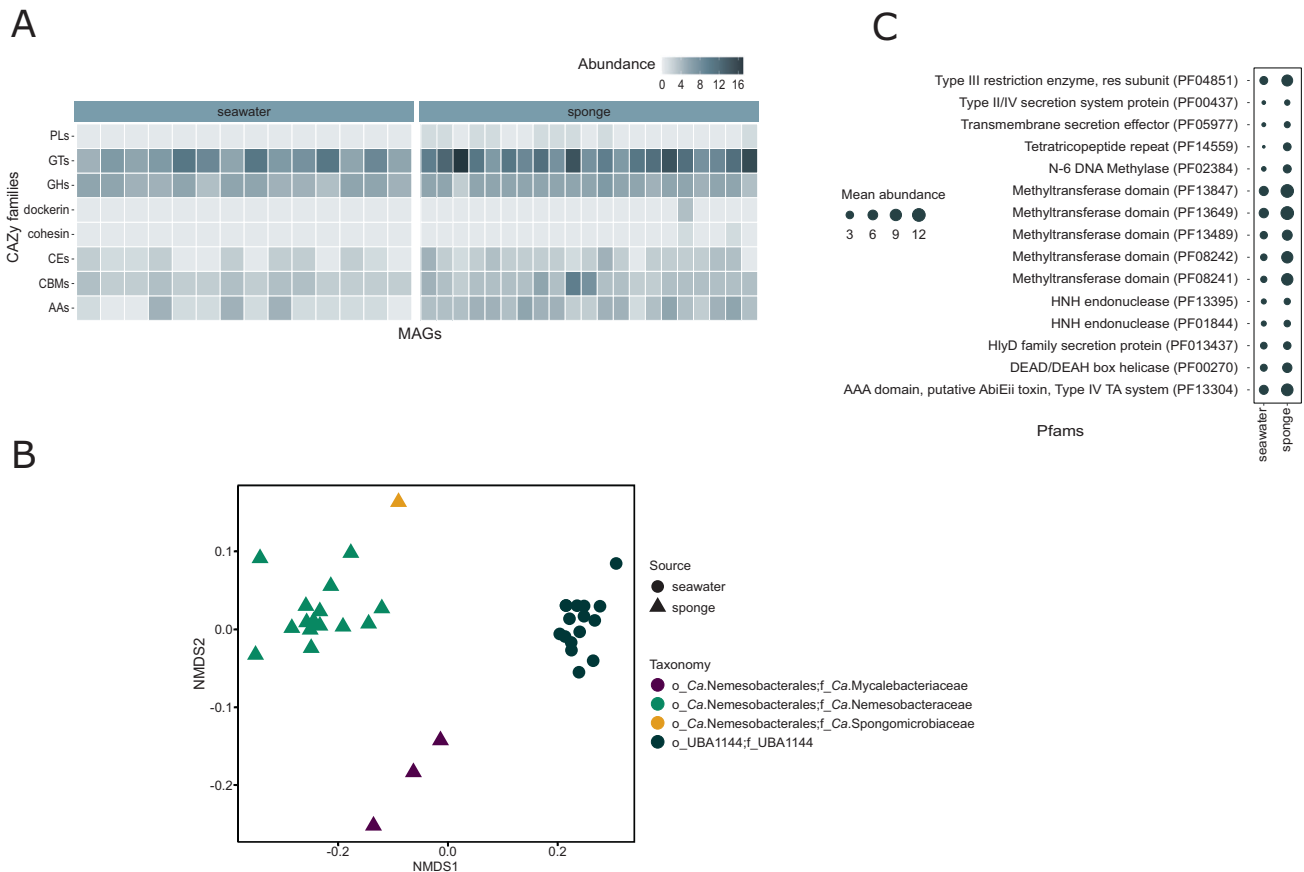 A
Abundance
0 4 8 12 16
seawater
sponge
CAZy families
PLs
GTs
GHs
dockerin
cohesin
CEs
CBMs
AAs
MAGs
C
Type III restriction enzyme, res subunit (PF04851)
Type II/IV secretion system protein (PF00437)
Transmembrane secretion effector (PF05977)
Tetratricopeptide repeat (PF14559)
N-6 DNA Methylase (PF02384)
Methyltransferase domain (PF13847)
Methyltransferase domain (PF13649)
Methyltransferase domain (PF13489)
Methyltransferase domain (PF08242)
Methyltransferase domain (PF08241)
HNH endonuclease (PF13395)
HNH endonuclease (PF01844)
HlyD family secretion protein (PF013437)
DEAD/DEAH box helicase (PF00270)
AAA domain, putative AbiEii toxin, Type IV TA system (PF13304)
Mean abundance
3 6 9 12
Pfams
seawater
sponge
B
NMDS2
0.1
0.0
-0.1
-0.2
-0.2 0.0 0.2
NMDS1
Source
seawater
sponge
Taxonomy
o_Ca.Nemesobacterales;f_Ca.Mycalebacteriaceae
o_Ca.Nemesobacterales;f_Ca.Nemesobacteraceae
o_Ca.Nemesobacterales;f_Ca.Spongomicrobiaceae
o_UBA1144;f_UBA1144